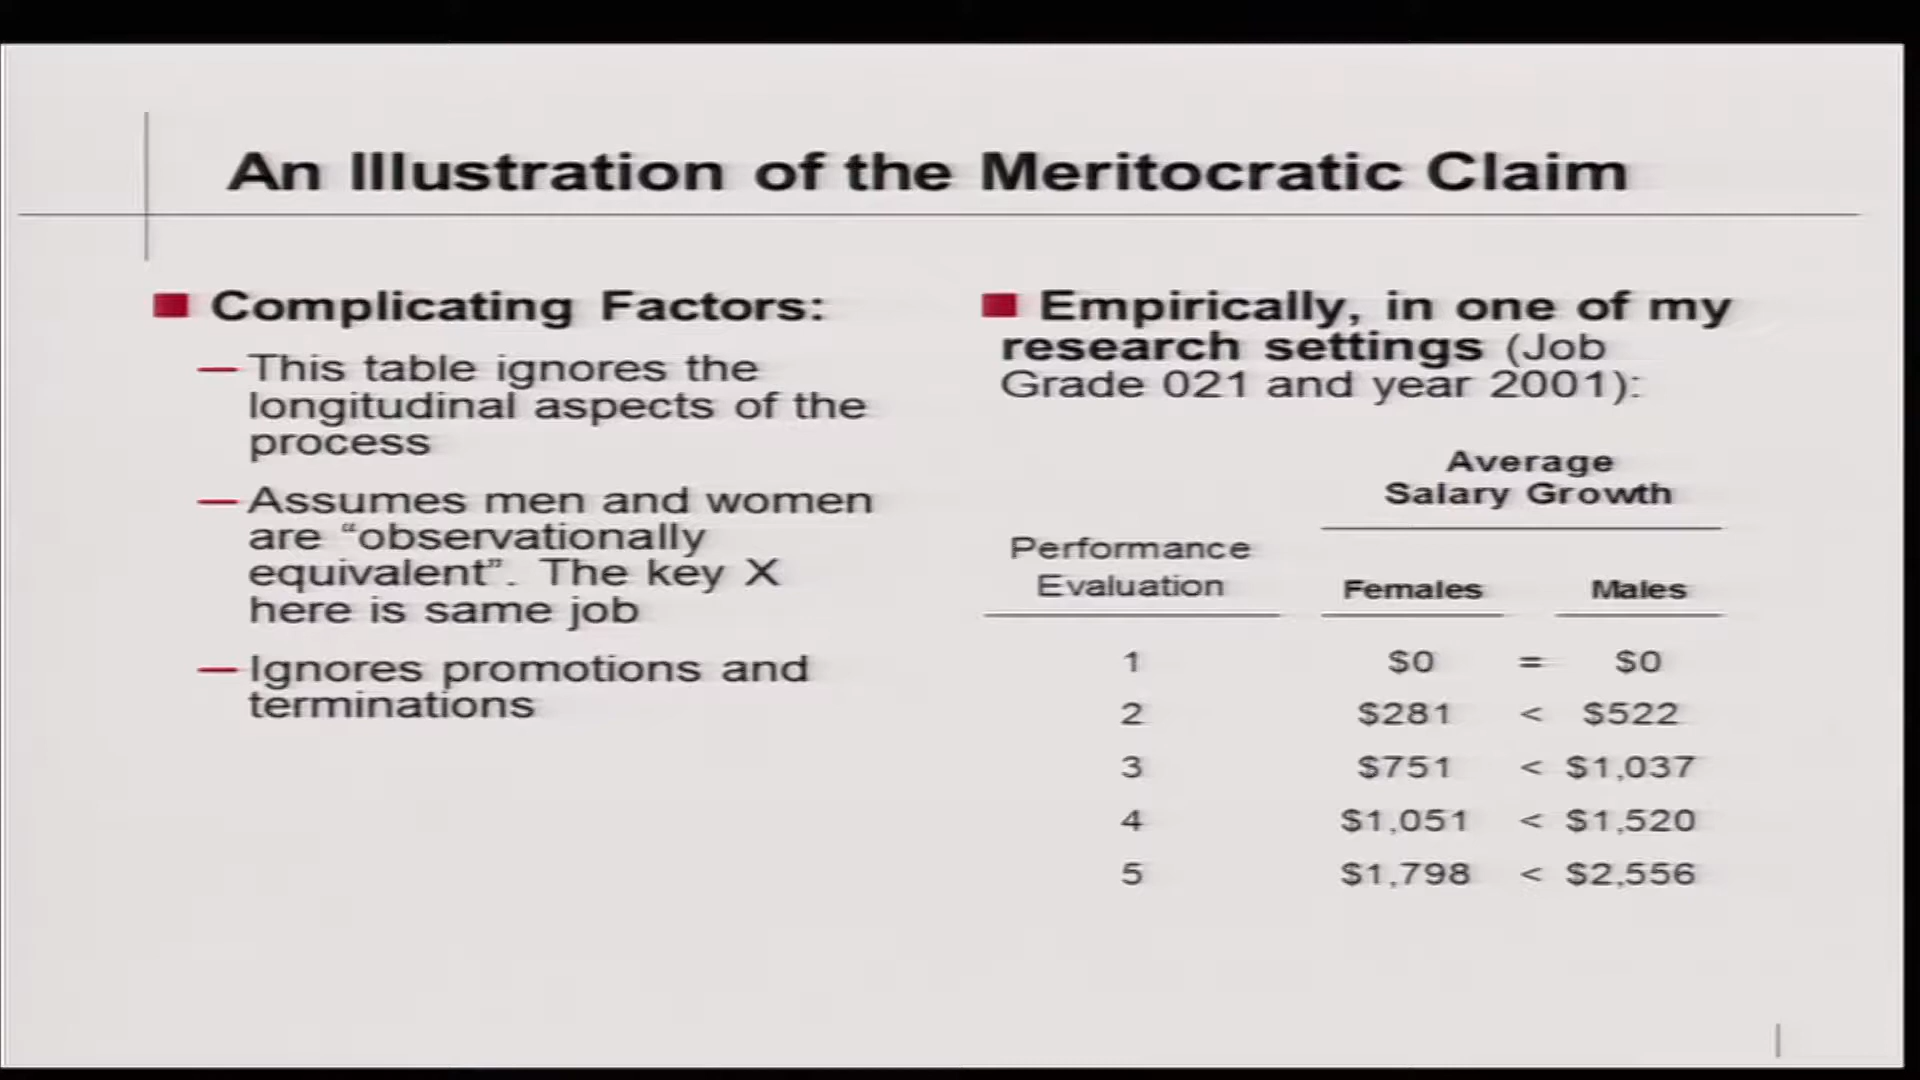 An Illustration of the Meritocratic Claim
Complicating Factors:
— This table ignores the
longitudinal aspects of the
process
— Assumes men and women
are “observationally
equivalent”. The key X
here is same job
— Ignores promotions and
terminations
Empirically, in one of my
research settings (Job
Grade 021 and year 2001):
Average
Salary Growth
Performance
Evaluation
Females Males
1 $0 = $0
2 $281 < $522
3 $751 < $1,037
4 $1,051 < $1,520
5 $1,798 < $2,556